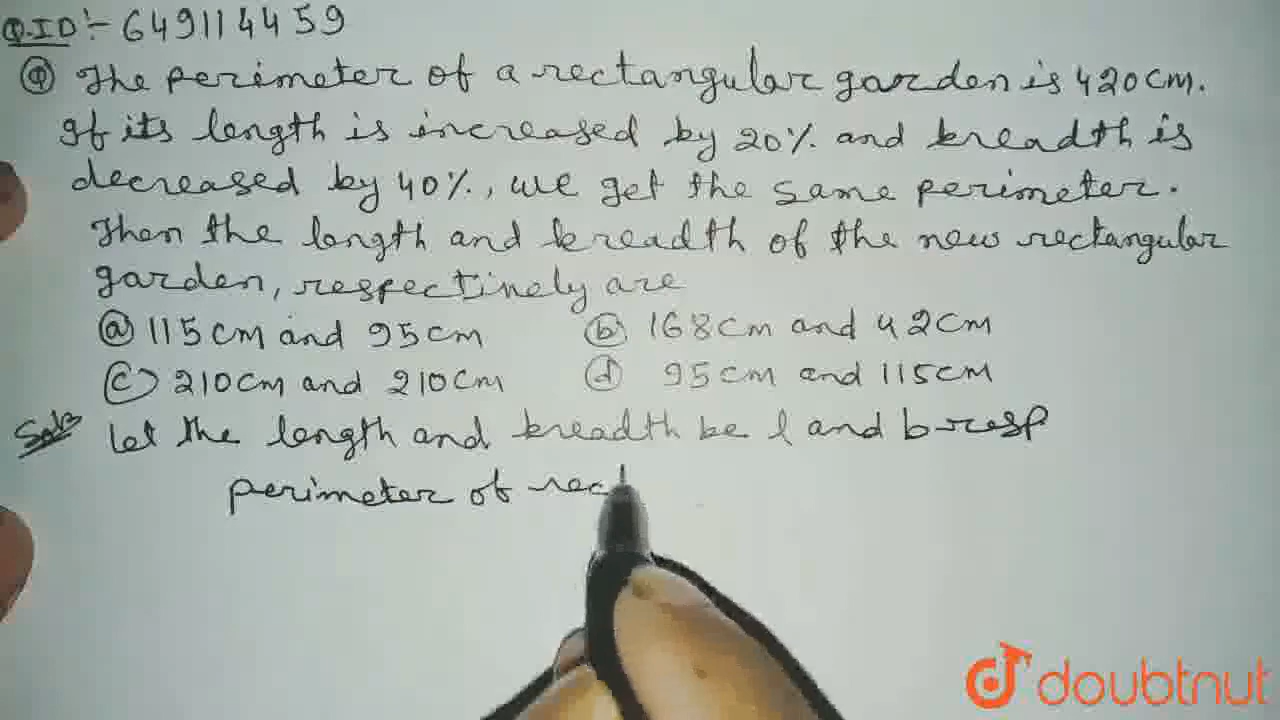 Q.ID:- 649114459
Q The perimeter of a rectangular garden is 420cm.
If its length is increased by 20% and breadth is
decreased by 40%, we get the same perimeter.
Then the length and breadth of the new rectangular
garden, respectively are
(a) 115cm and 95cm (b) 168cm and 42cm
(c) 210cm and 210cm (d) 95cm and 115cm
Sol:- Let the length and breadth be l and b resp
perimeter of rec
doubtnut